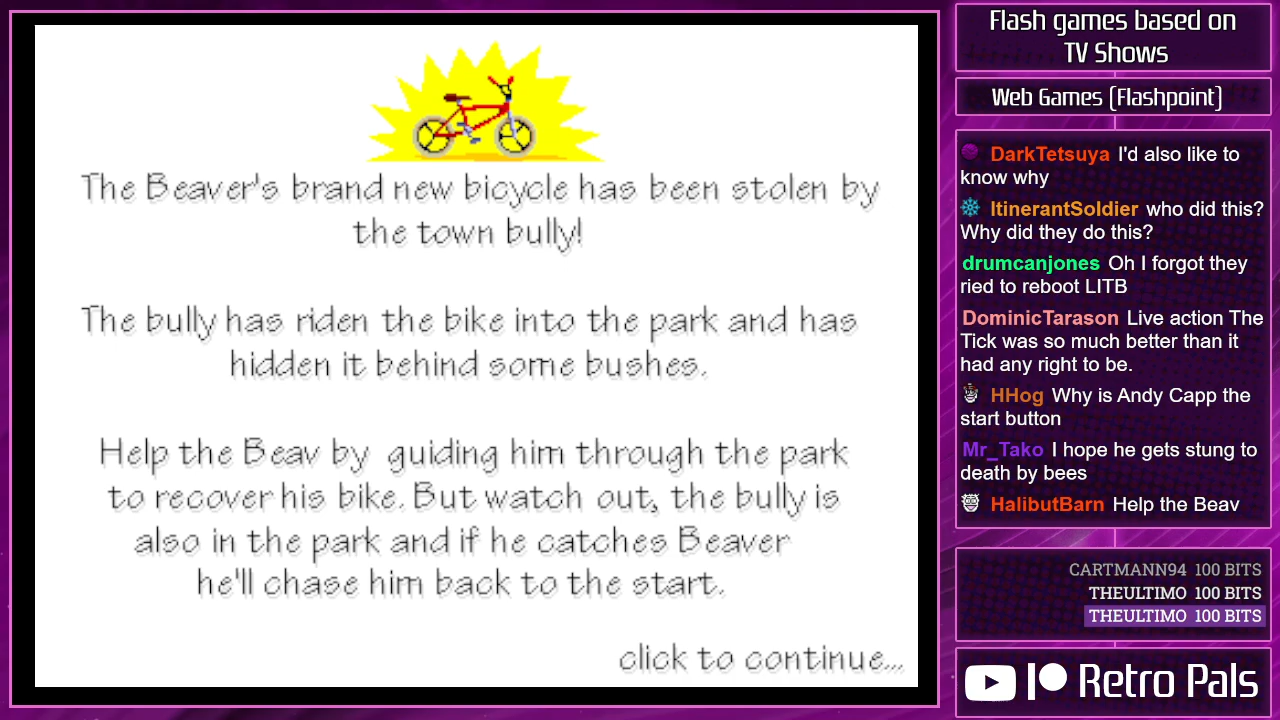 The Beaver's brand new bicycle has been stolen by
the town bully!
The bully has riden the bike into the park and has
hidden it behind some bushes.
Help the Beav by guiding him through the park
to recover his bike. But watch out, the bully is
also in the park and if he catches Beaver
he'll chase him back to the start.
click to continue...
Flash games based on
TV Shows
Web Games (Flashpoint)
DarkTetsuya I'd also like to
know why
ItinerantSoldier who did this?
Why did they do this?
drumcanjones Oh I forgot they
ried to reboot LITB
DominicTarason Live action The
Tick was so much better than it
had any right to be.
HHog Why is Andy Capp the
start button
Mr_Tako I hope he gets stung to
death by bees
HalibutBarn Help the Beav
CARTMANN94 100 BITS
THEULTIMO 100 BITS
THEULTIMO 100 BITS
Retro Pals